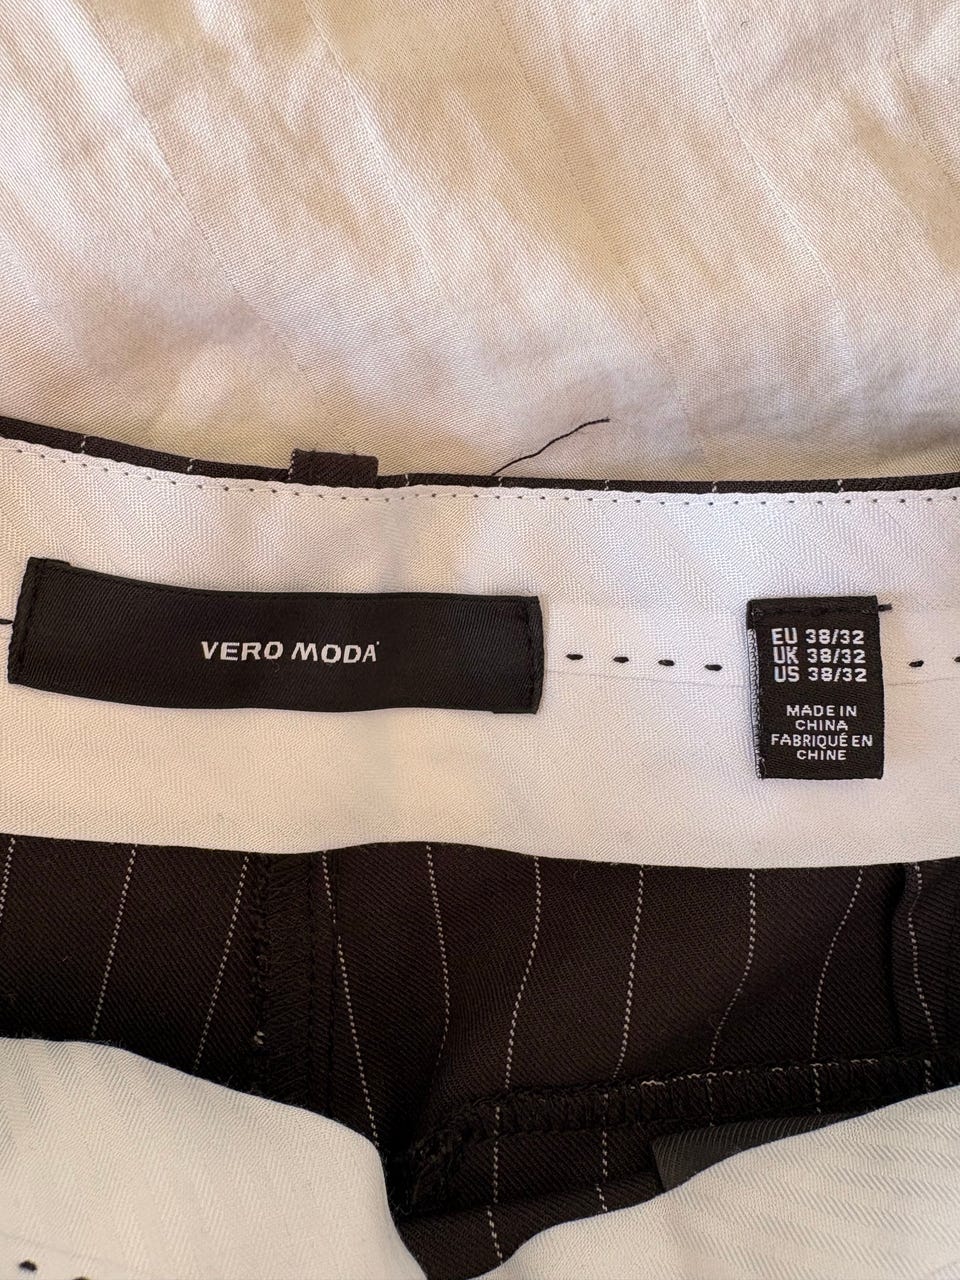 VERO MODA
EU 38/32
UK 38/32
US 38/32
MADE IN
CHINA
FABRIQUÉ EN
CHINE